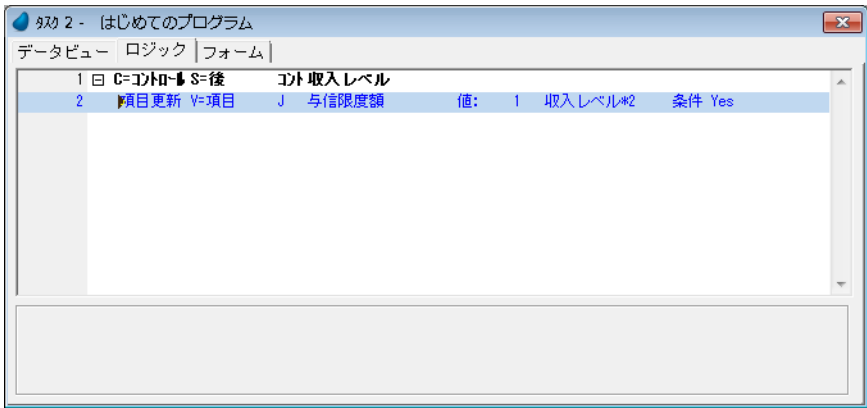 タスク 2 - はじめてのプログラム
データビュー ロジック フォーム
1 C=コントロール S=後 コント 収入レベル
2 項目更新 V=項目 J 与信限度額 値: 1 収入レベル*2 条件 Yes